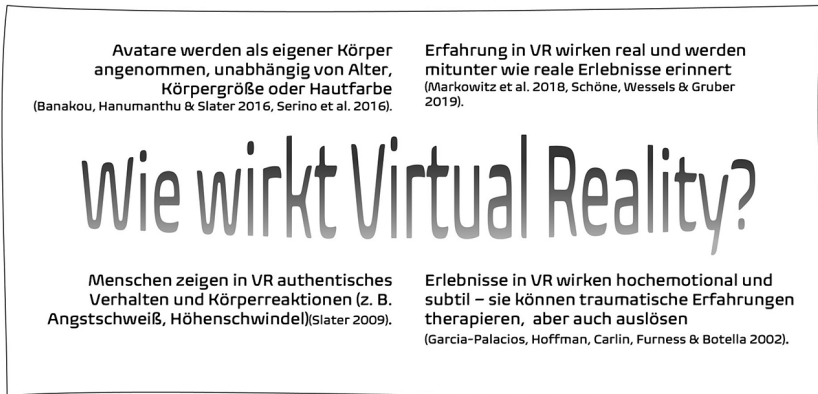 Avatare werden als eigener Körper
angenommen, unabhängig von Alter,
Körpergröße oder Hautfarbe
(Banakou, Hanumanthu & Slater 2016, Serino et al. 2016).
Erfahrung in VR wirken real und werden
mitunter wie reale Erlebnisse erinnert
(Markowitz et al. 2018, Schöne, Wessels & Gruber
2019).
Wie wirkt Virtual Reality?
Menschen zeigen in VR authentisches
Verhalten und Körperreaktionen (z. B.
Angstschweiß, Höhenschwindel)(Slater 2009).
Erlebnisse in VR wirken hochemotional und
subtil – sie können traumatische Erfahrungen
therapieren, aber auch auslösen
(Garcia-Palacios, Hoffman, Carlin, Furness & Botella 2002).